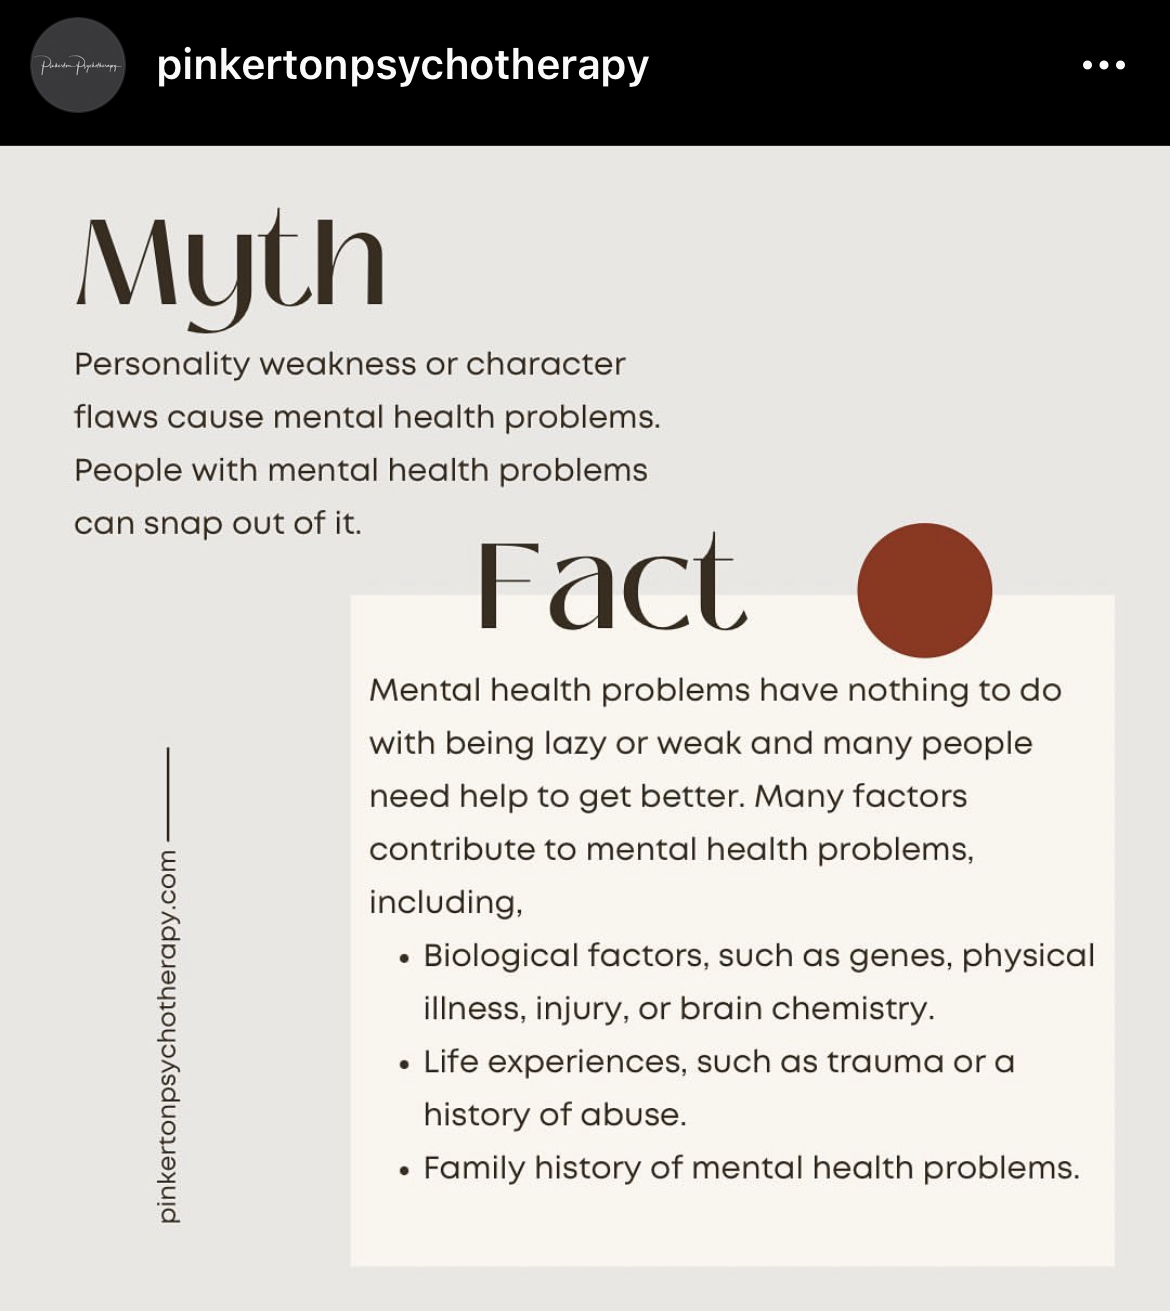 Pinkerton Psychotherapy
pinkertonpsychotherapy
Myth
Personality weakness or character
flaws cause mental health problems.
People with mental health problems
can snap out of it.
Fact
Mental health problems have nothing to do
with being lazy or weak and many people
need help to get better. Many factors
contribute to mental health problems,
including,
• Biological factors, such as genes, physical
illness, injury, or brain chemistry.
• Life experiences, such as trauma or a
history of abuse.
• Family history of mental health problems.
pinkertonpsychotherapy.com